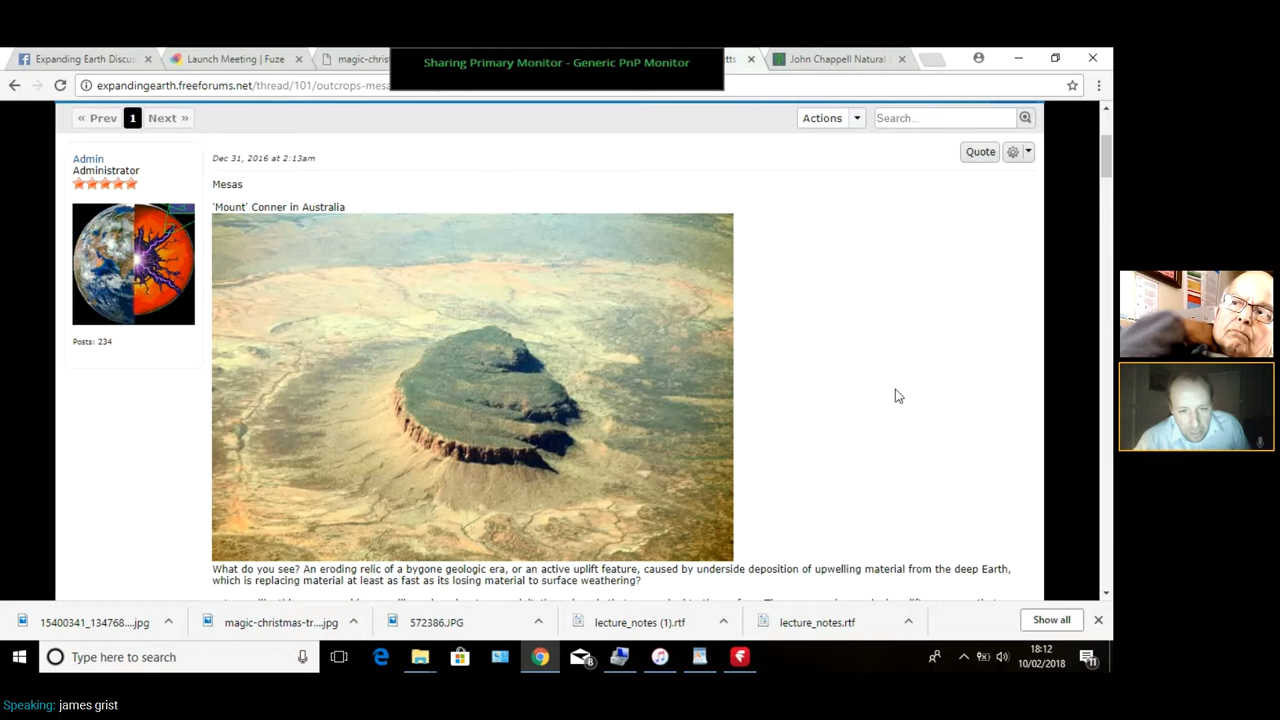 Sharing Primary Monitor - Generic PnP Monitor
Expanding Earth Discus
Launch Meeting | Fuze
magic-christ
tts
John Chappell Natural
expandingearth.freeforums.net/thread/101/outcrops-mesa
« Prev 1 Next »
Actions
Search...
Admin
Administrator
Posts: 234
Dec 31, 2016 at 2:13am
Quote
Mesas
'Mount' Conner in Australia
What do you see? An eroding relic of a bygone geologic era, or an active uplift feature, caused by underside deposition of upwelling material from the deep Earth,
which is replacing material at least as fast as its losing material to surface weathering?
15400341_134768....jpg
magic-christmas-tr....jpg
572386.JPG
lecture_notes (1).rtf
lecture_notes.rtf
Show all
Type here to search
8
18:12
10/02/2018
11
Speaking: james grist